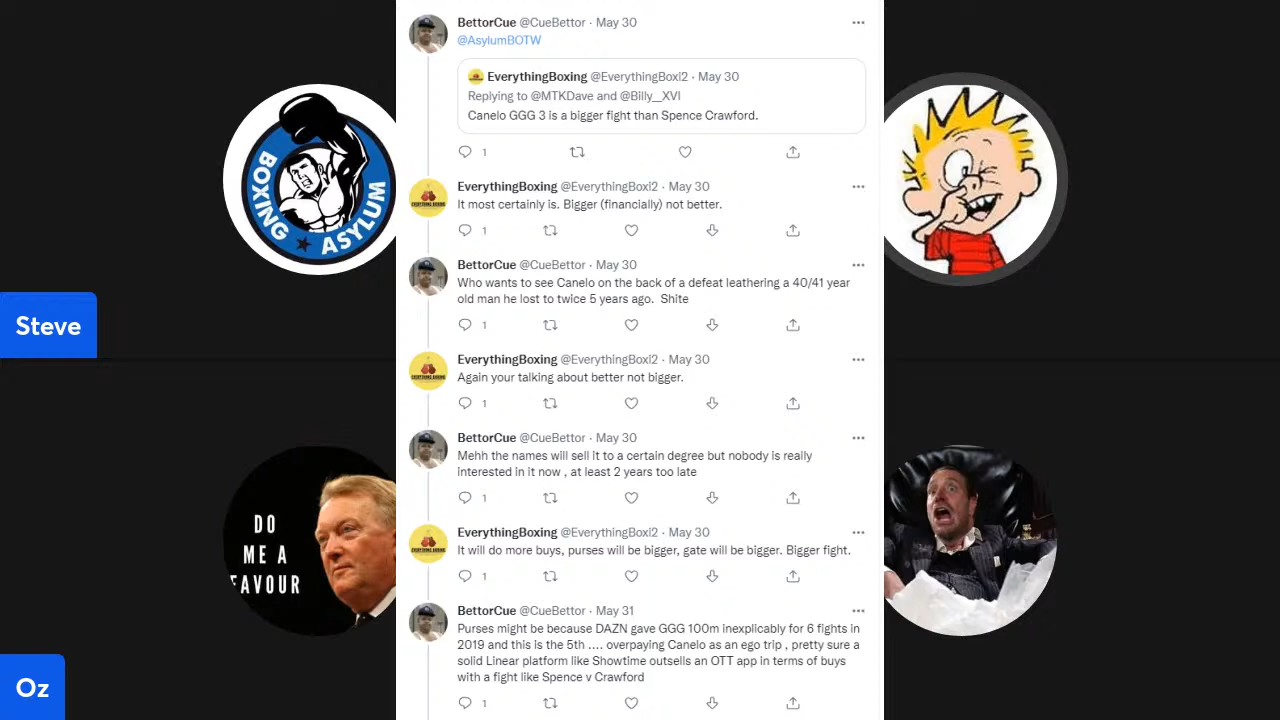 BettorCue @CueBettor · May 30
@AsylumBOTW
EverythingBoxing @EverythingBoxi2 · May 30
Replying to @MTKDave and @Billy__XVI
Canelo GGG 3 is a bigger fight than Spence Crawford.
1
EverythingBoxing @EverythingBoxi2 · May 30
It most certainly is. Bigger (financially) not better.
1
BettorCue @CueBettor · May 30
Who wants to see Canelo on the back of a defeat leathering a 40/41 year
old man he lost to twice 5 years ago. Shite
1
EverythingBoxing @EverythingBoxi2 · May 30
Again your talking about better not bigger.
1
BettorCue @CueBettor · May 30
Mehh the names will sell it to a certain degree but nobody is really
interested in it now , at least 2 years too late
1
EverythingBoxing @EverythingBoxi2 · May 30
It will do more buys, purses will be bigger, gate will be bigger. Bigger fight.
1
BettorCue @CueBettor · May 31
Purses might be because DAZN gave GGG 100m inexplicably for 6 fights in
2019 and this is the 5th .... overpaying Canelo as an ego trip , pretty sure a
solid Linear platform like Showtime outsells an OTT app in terms of buys
with a fight like Spence v Crawford
1
BOXING ★ ASYLUM
Steve
DO
ME A
FAVOUR
Oz